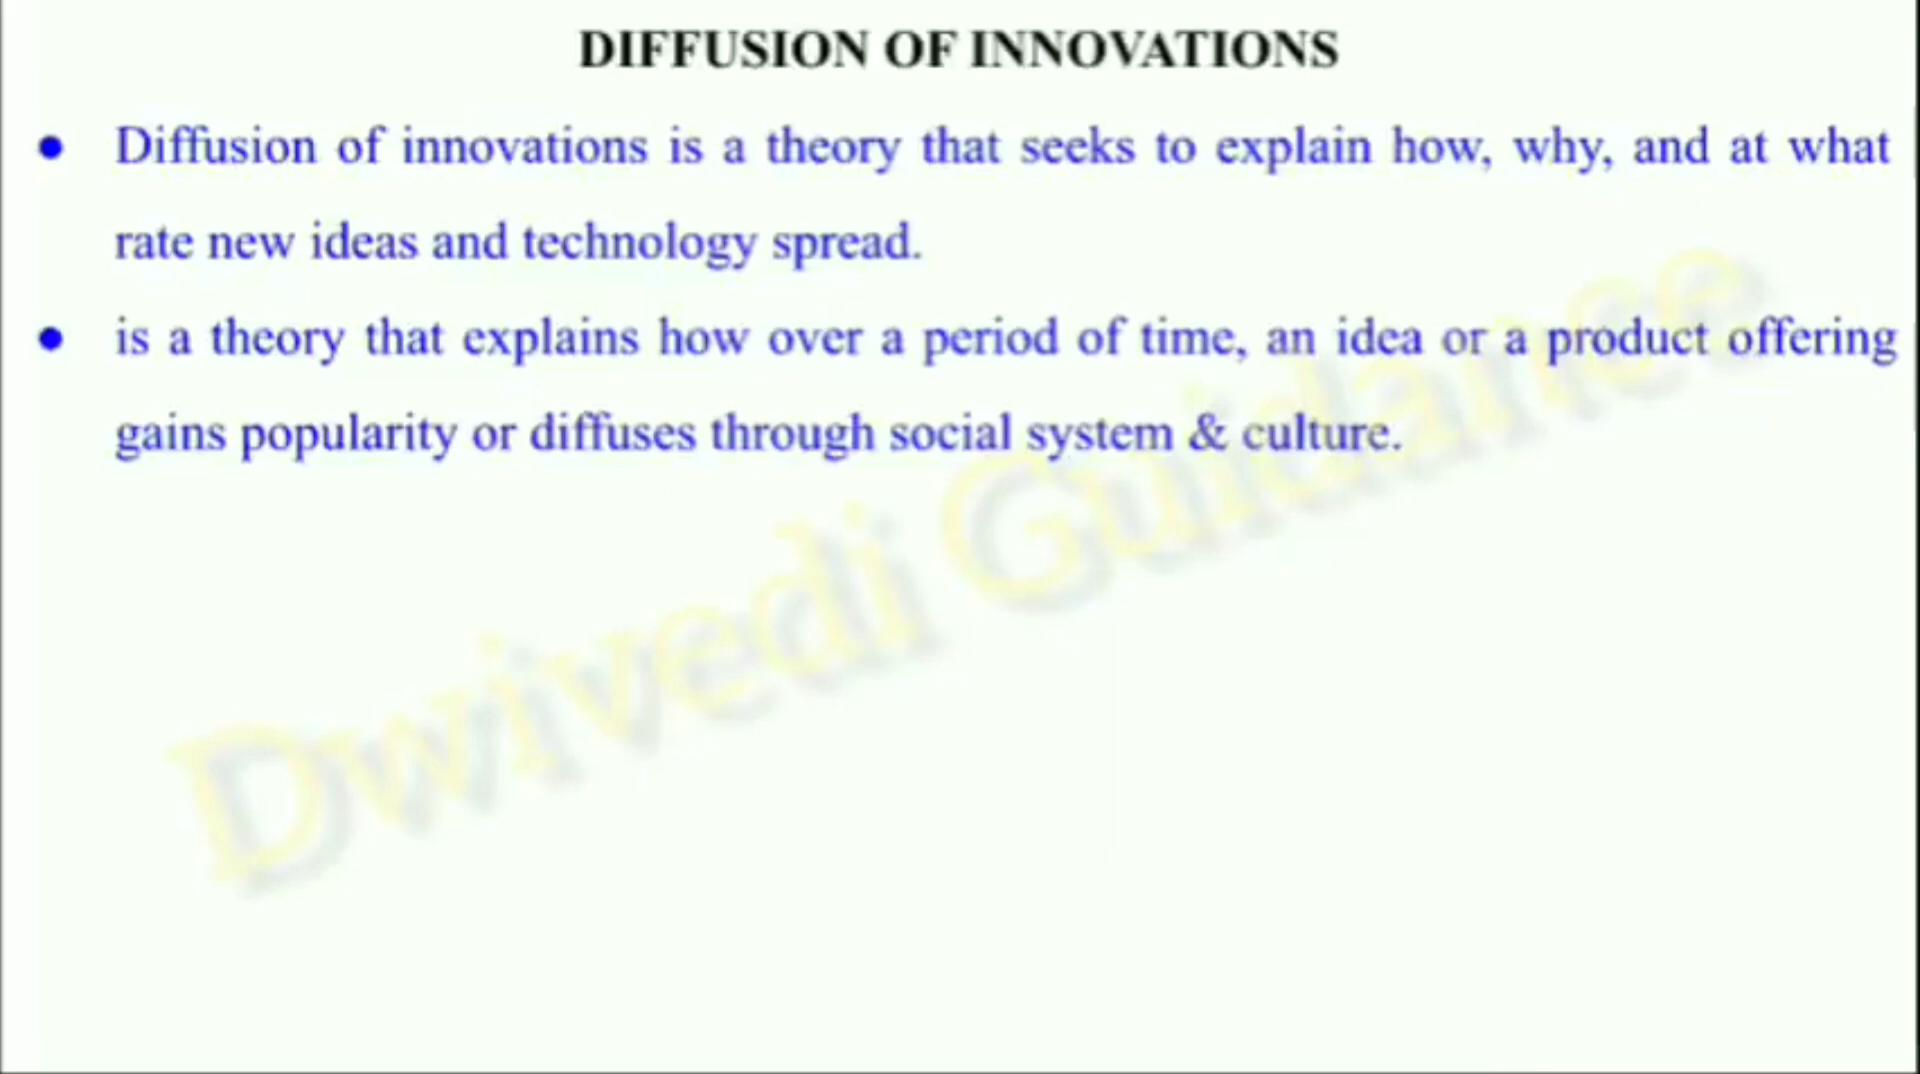 DIFFUSION OF INNOVATIONS
● Diffusion of innovations is a theory that seeks to explain how, why, and at what
rate new ideas and technology spread.
● is a theory that explains how over a period of time, an idea or a product offering
gains popularity or diffuses through social system & culture.
Dwivedi Guidance